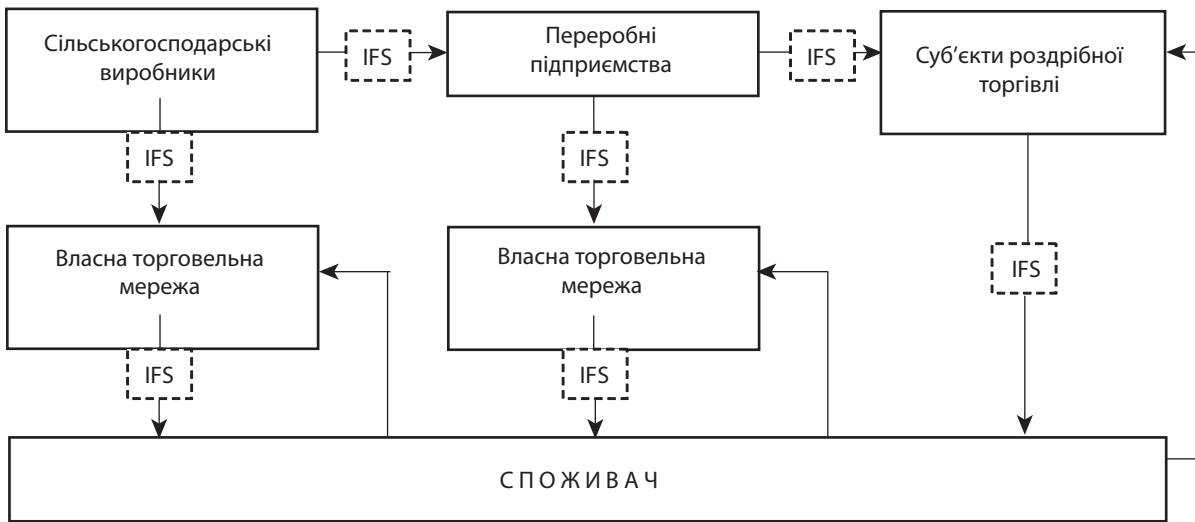 Сільськогосподарські
виробники
IFS
Переробні
підприємства
IFS
Суб’єкти роздрібної
торгівлі
IFS
IFS
Власна торговельна
мережа
Власна торговельна
мережа
IFS
IFS
IFS
СПОЖИВАЧ